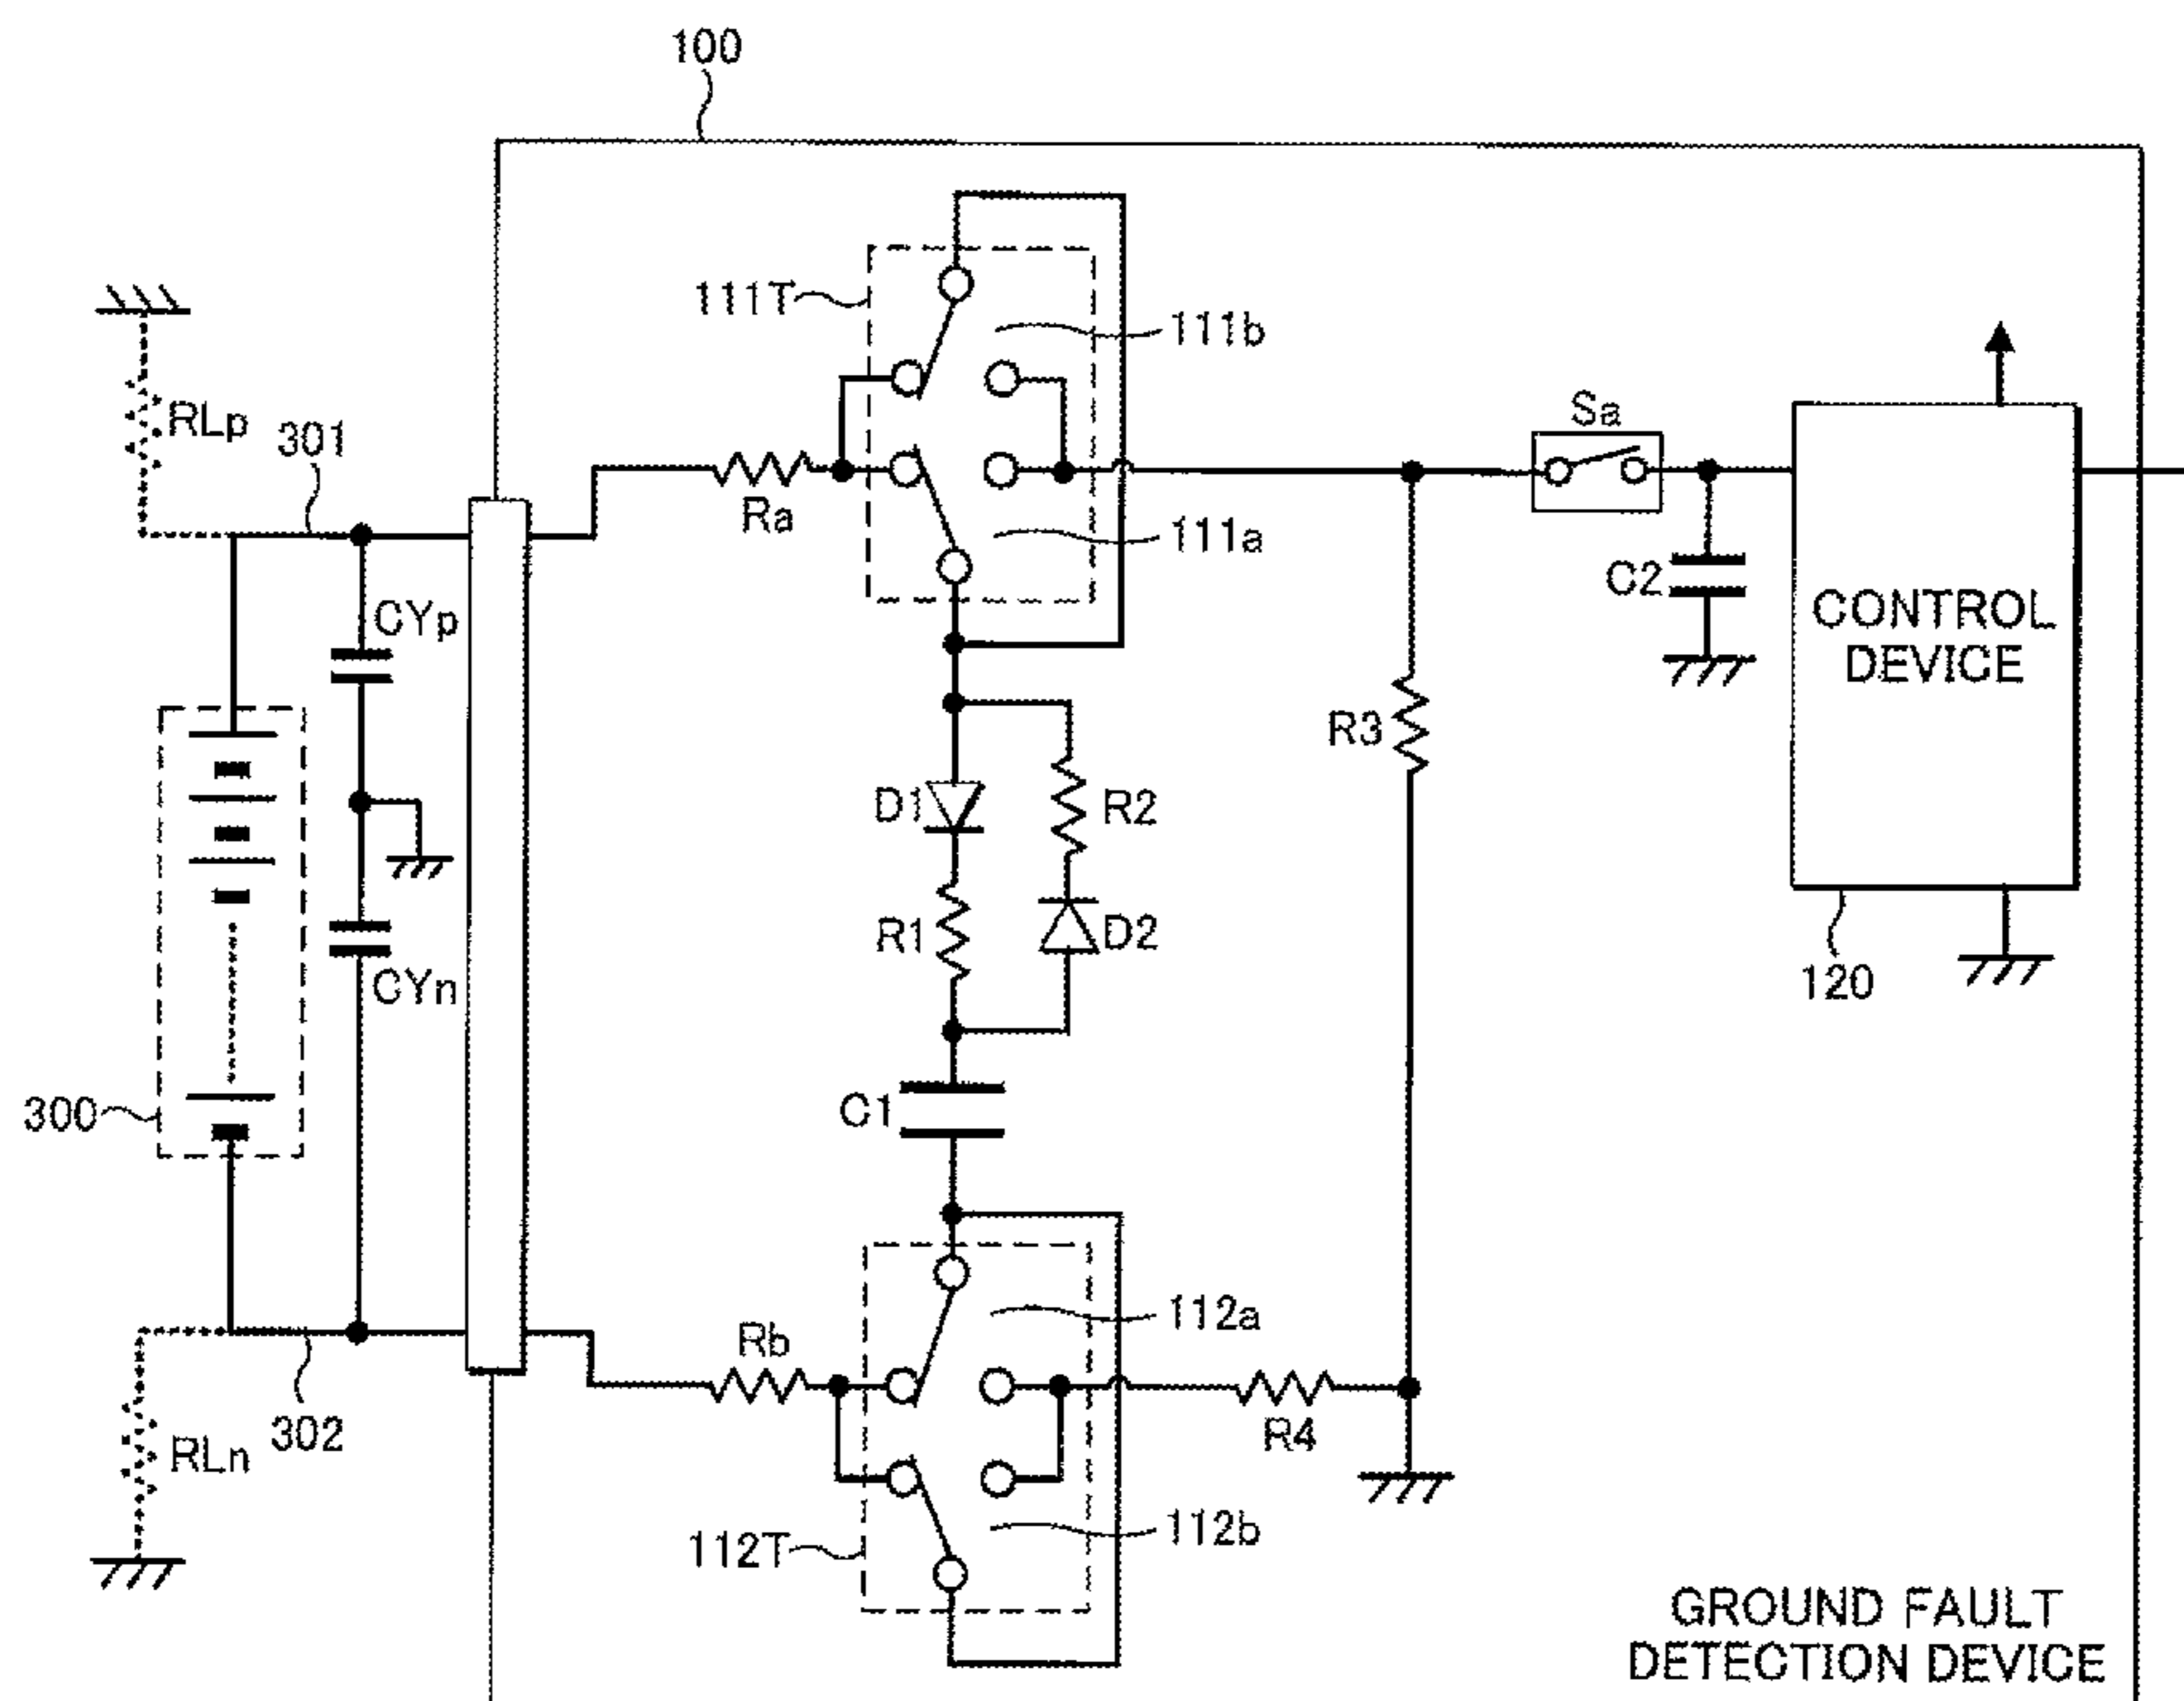 100
111T
111b
RLp
301
Sa
Ra
111a
C2
CONTROL
DEVICE
CYp
R3
D1
R2
R1
D2
CYn
120
300
C1
112a
Rb
302
R4
RLn
112b
112T
GROUND FAULT
DETECTION DEVICE